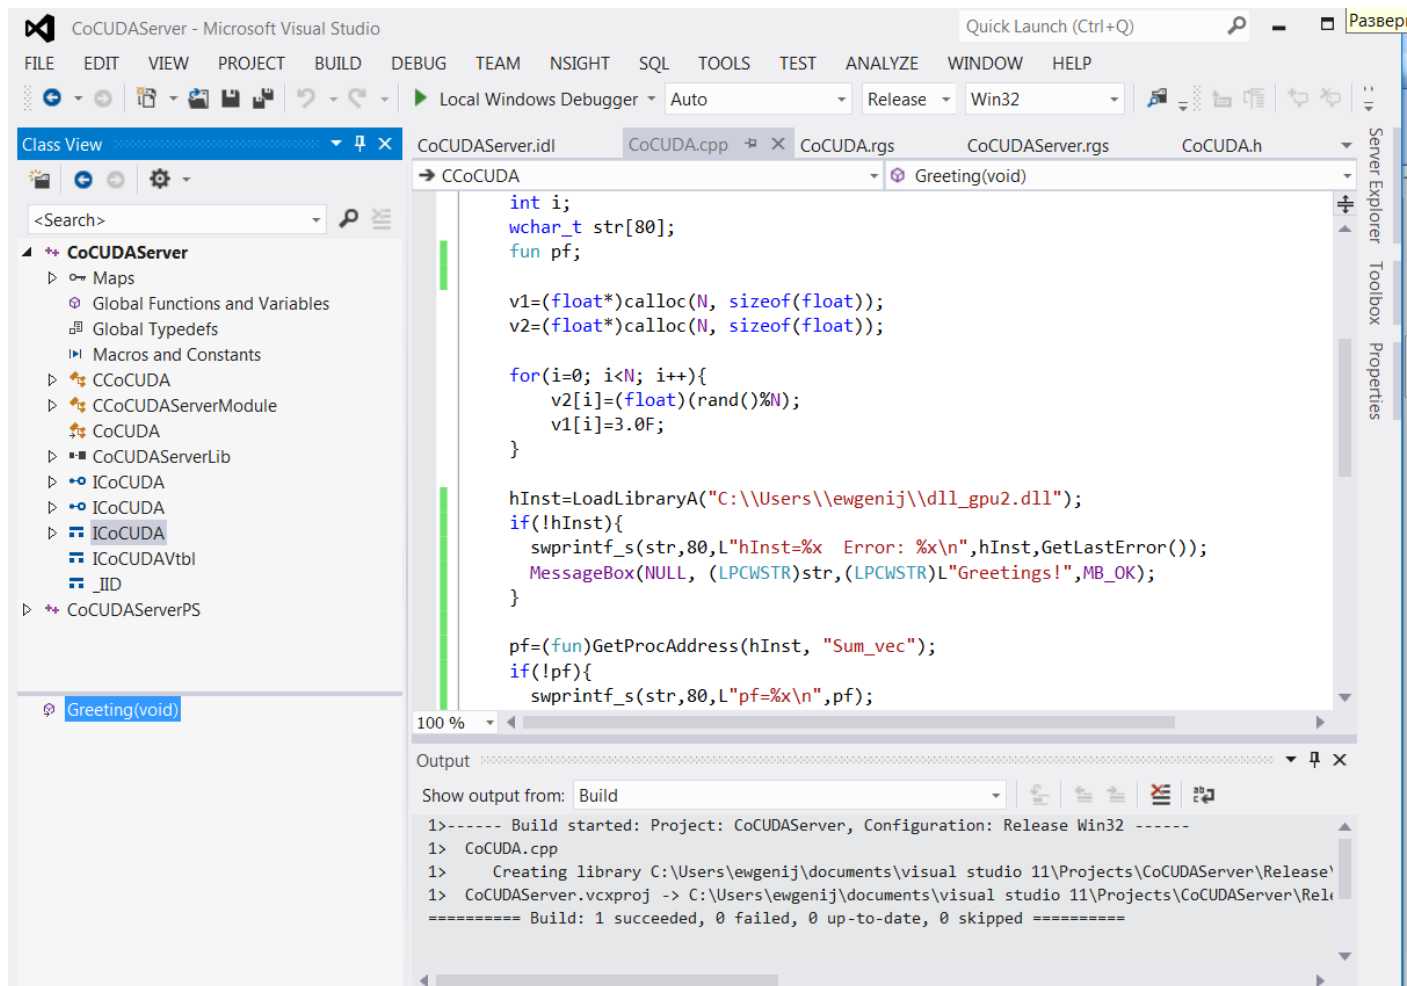 CoCUDAServer - Microsoft Visual Studio
Quick Launch (Ctrl+Q)
FILE EDIT VIEW PROJECT BUILD DEBUG TEAM NSIGHT SQL TOOLS TEST ANALYZE WINDOW HELP
Local Windows Debugger Auto Release Win32
Class View
<Search>
CoCUDAServer
Maps
Global Functions and Variables
Global Typedefs
Macros and Constants
CCoCUDA
CCoCUDAServerModule
CoCUDA
CoCUDAServerLib
ICoCUDA
ICoCUDA
ICoCUDA
ICoCUDAVtbl
_IID
CoCUDAServerPS
Greeting(void)
CoCUDAServer.idl CoCUDA.cpp CoCUDA.rgs CoCUDAServer.rgs CoCUDA.h
CCoCUDA Greeting(void)
int i;
wchar_t str[80];
fun pf;
v1=(float*)calloc(N, sizeof(float));
v2=(float*)calloc(N, sizeof(float));
for(i=0; i<N; i++){
v2[i]=(float)(rand()%N);
v1[i]=3.0F;
}
hInst=LoadLibraryA("C:\\Users\\ewgenij\\dll_gpu2.dll");
if(!hInst){
swprintf_s(str,80,L"hInst=%x  Error: %x\n",hInst,GetLastError());
MessageBox(NULL, (LPCWSTR)str,(LPCWSTR)L"Greetings!",MB_OK);
}
pf=(fun)GetProcAddress(hInst, "Sum_vec");
if(!pf){
swprintf_s(str,80,L"pf=%x\n",pf);
100 %
Output
Show output from: Build
1>------ Build started: Project: CoCUDAServer, Configuration: Release Win32 ------
1>  CoCUDA.cpp
1>     Creating library C:\Users\ewgenij\documents\visual studio 11\Projects\CoCUDAServer\Release\
1>  CoCUDAServer.vcxproj -> C:\Users\ewgenij\documents\visual studio 11\Projects\CoCUDAServer\Rele
========== Build: 1 succeeded, 0 failed, 0 up-to-date, 0 skipped ==========
Server Explorer
Toolbox
Properties